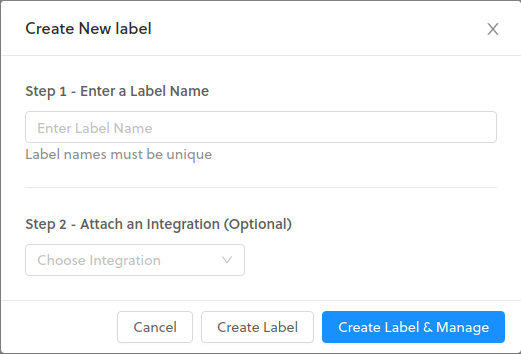 Create New label
Step 1 - Enter a Label Name
Enter Label Name
Label names must be unique
Step 2 - Attach an Integration (Optional)
Choose Integration
Cancel
Create Label
Create Label & Manage